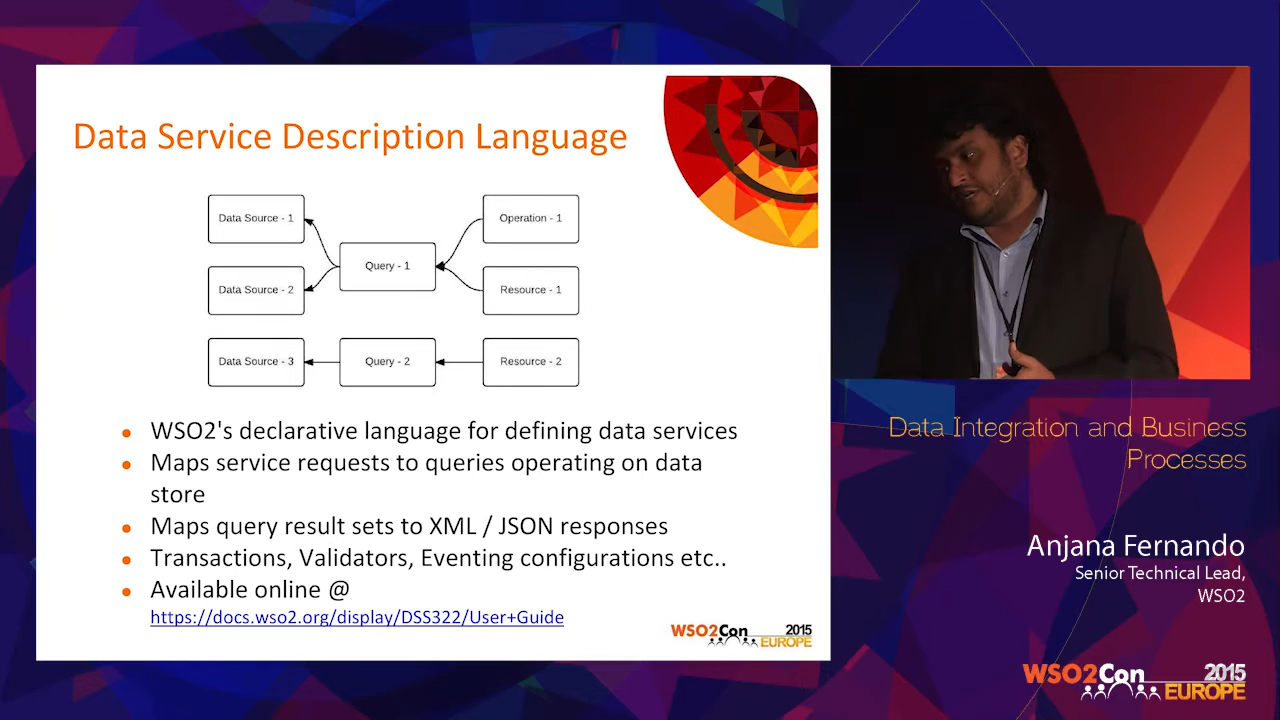 Data Service Description Language
Data Source - 1
Operation - 1
Query - 1
Data Source - 2
Resource - 1
Data Source - 3
Query - 2
Resource - 2
WSO2's declarative language for defining data services
Maps service requests to queries operating on data
store
Maps query result sets to XML / JSON responses
Transactions, Validators, Eventing configurations etc..
Available online @
https://docs.wso2.org/display/DSS322/User+Guide
WSO2Con 2015
EUROPE
Data Integration and Business
Processes
Anjana Fernando
Senior Technical Lead,
WSO2
WSO2Con 2015
EUROPE